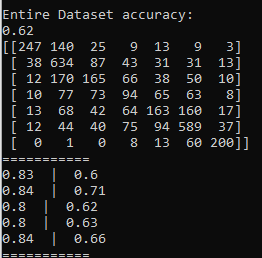 Entire Dataset accuracy:
0.62
[[247 140  25   9  13   9   3]
 [ 38 634  87  43  31  31  13]
 [ 12 170 165  66  38  50  10]
 [ 10  77  73  94  65  63   8]
 [ 13  68  42  64 163 160  17]
 [ 12  44  40  75  94 589  37]
 [  0   1   0   8  13  60 200]]
===========
0.83  |  0.6
0.84  |  0.71
0.8  |  0.62
0.8  |  0.63
0.84  |  0.66
===========